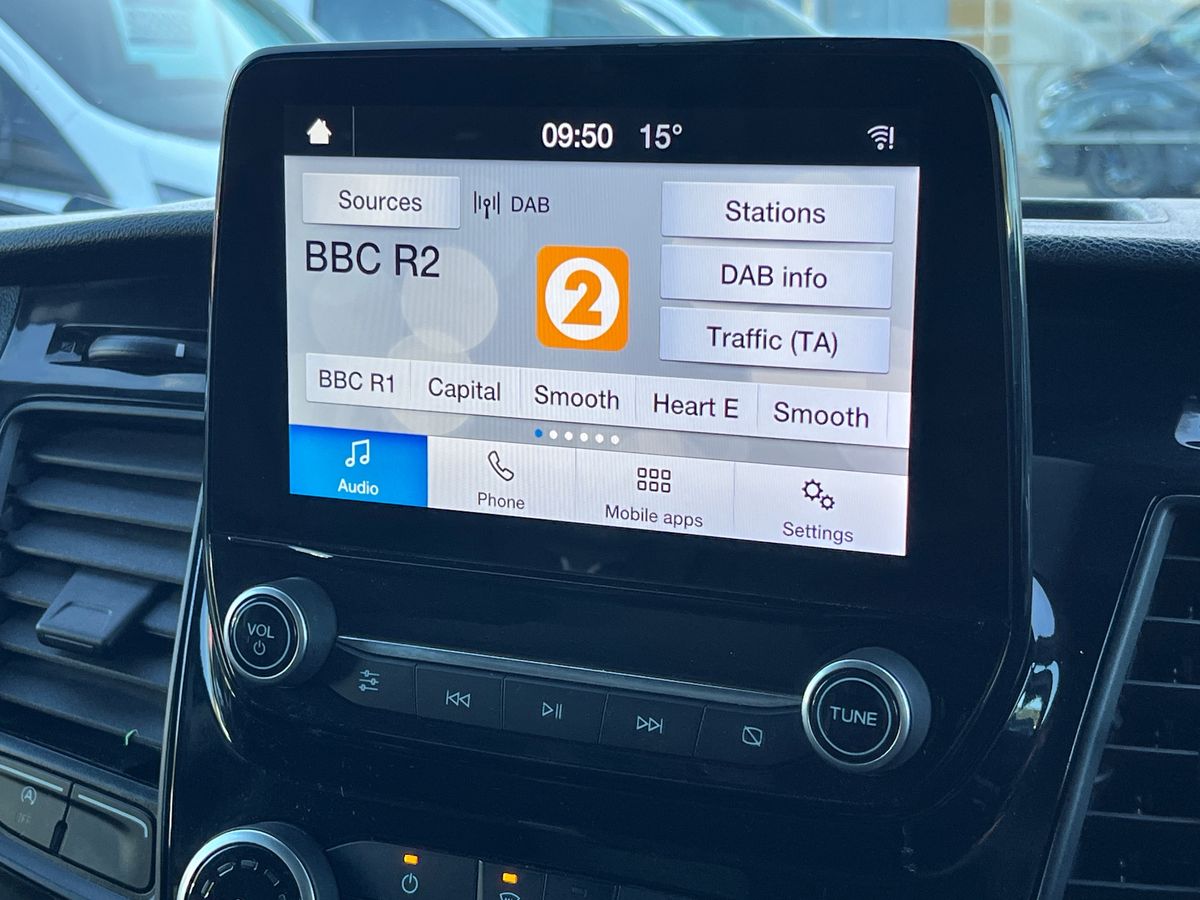 09:50 15°
Sources
DAB
Stations
BBC R2
2
DAB info
Traffic (TA)
BBC R1
Capital
Smooth
Heart E
Smooth
Audio
Phone
Mobile apps
Settings
VOL
TUNE
A
OFF